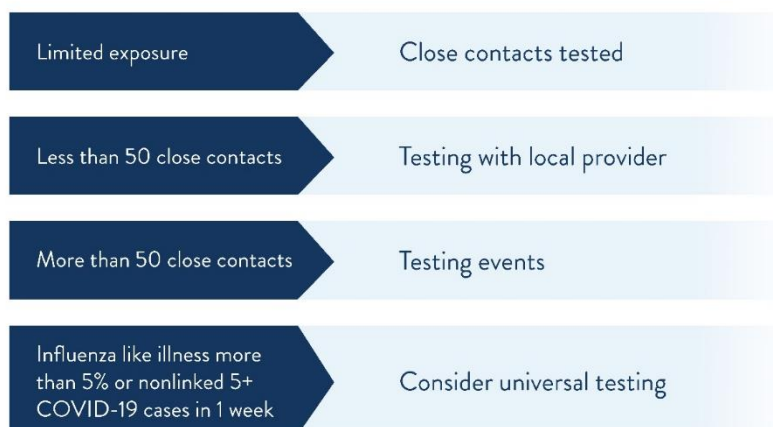 Limited exposure
Close contacts tested
Less than 50 close contacts
Testing with local provider
More than 50 close contacts
Testing events
Influenza like illness more
than 5% or nonlinked 5+
COVID-19 cases in 1 week
Consider universal testing